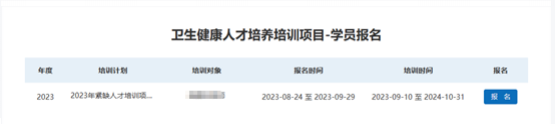 卫生健康人才培养培训项目-学员报名
年度 培训计划 培训对象 报名时间 培训时间 报名
2023 2023年紧缺人才培训项... 2023-08-24 至 2023-09-29 2023-09-10 至 2024-10-31 报 名